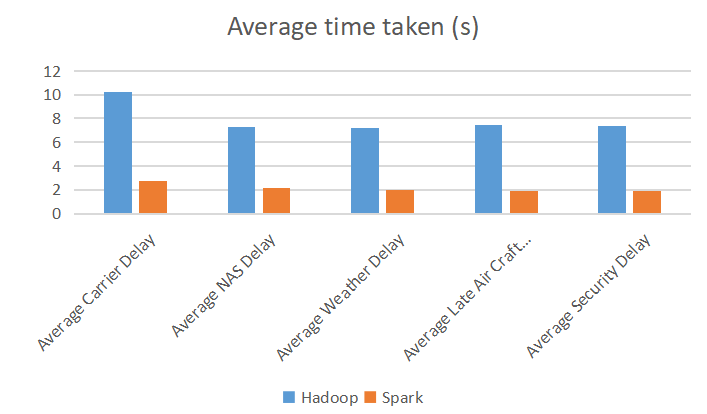 Average time taken (s)
12
10
8
6
4
2
0
Average Carrier Delay
Average NAS Delay
Average Weather Delay
Average Late Air Craft...
Average Security Delay
Hadoop Spark